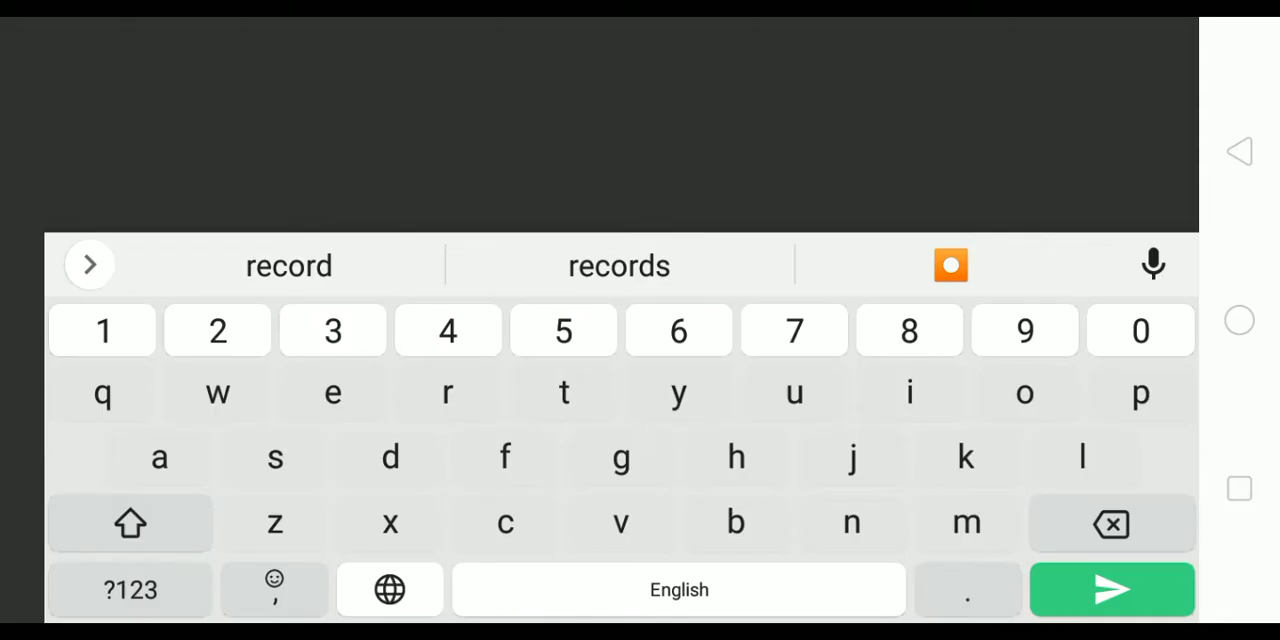 record records
1 2 3 4 5 6 7 8 9 0
q w e r t y u i o p
a s d f g h j k l
z x c v b n m
?123 , English .